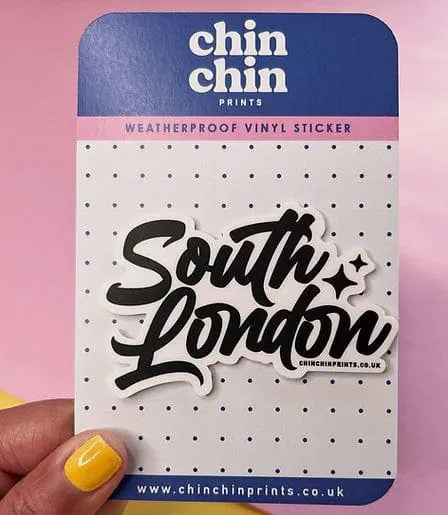 chin
chin
PRINTS
WEATHERPROOF VINYL STICKER
South
London
CHINCHINPRINTS.CO.UK
www.chinchinprints.co.uk